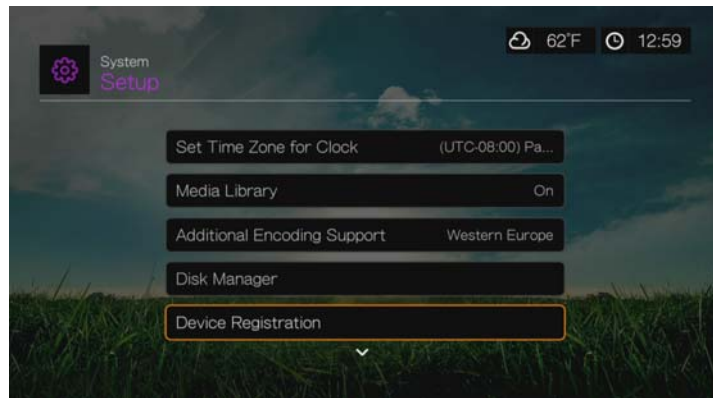 62°F 12:59
System
Setup
Set Time Zone for Clock (UTC-08:00) Pa...
Media Library On
Additional Encoding Support Western Europe
Disk Manager
Device Registration